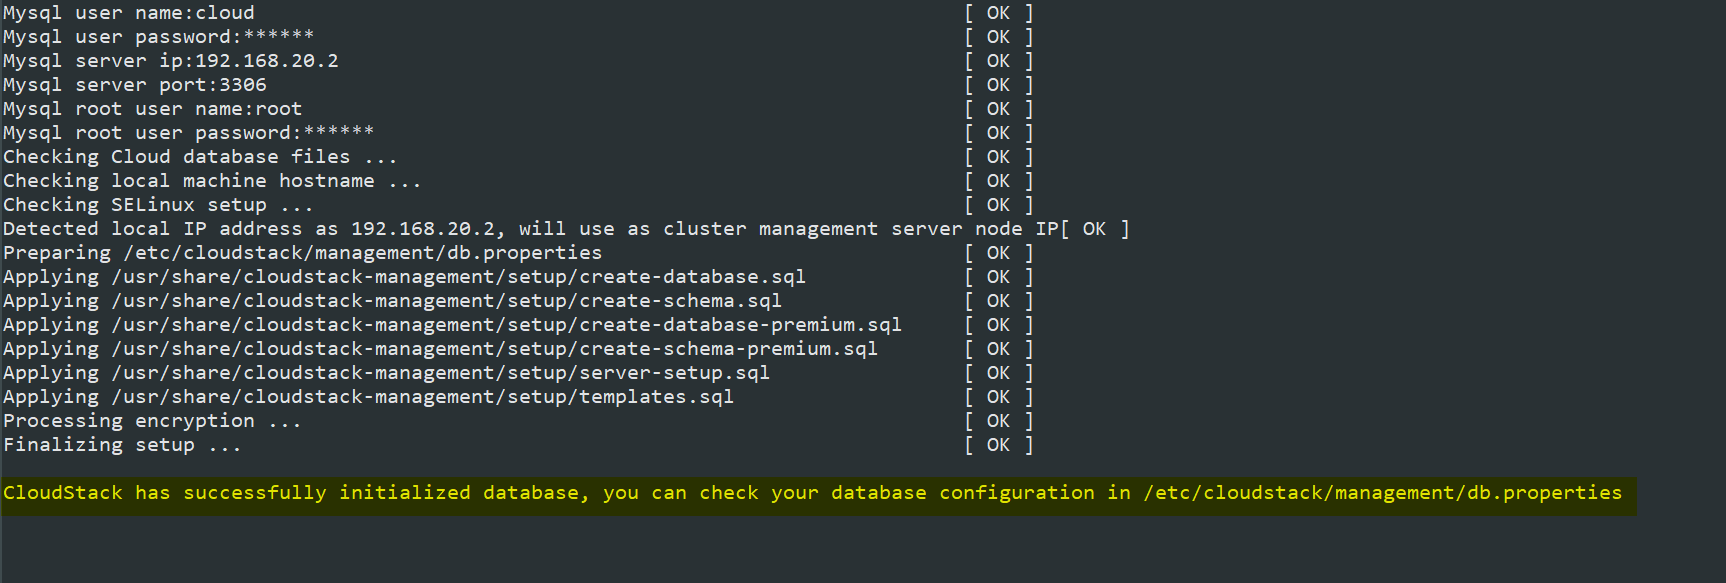 Mysql user name:cloud [ OK ]
Mysql user password:****** [ OK ]
Mysql server ip:192.168.20.2 [ OK ]
Mysql server port:3306 [ OK ]
Mysql root user name:root [ OK ]
Mysql root user password:****** [ OK ]
Checking Cloud database files ... [ OK ]
Checking local machine hostname ... [ OK ]
Checking SELinux setup ... [ OK ]
Detected local IP address as 192.168.20.2, will use as cluster management server node IP[ OK ]
Preparing /etc/cloudstack/management/db.properties [ OK ]
Applying /usr/share/cloudstack-management/setup/create-database.sql [ OK ]
Applying /usr/share/cloudstack-management/setup/create-schema.sql [ OK ]
Applying /usr/share/cloudstack-management/setup/create-database-premium.sql [ OK ]
Applying /usr/share/cloudstack-management/setup/create-schema-premium.sql [ OK ]
Applying /usr/share/cloudstack-management/setup/server-setup.sql [ OK ]
Applying /usr/share/cloudstack-management/setup/templates.sql [ OK ]
Processing encryption ... [ OK ]
Finalizing setup ... [ OK ]
CloudStack has successfully initialized database, you can check your database configuration in /etc/cloudstack/management/db.properties